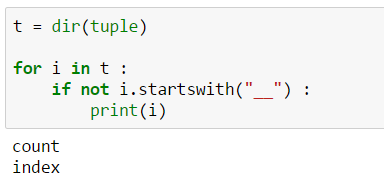 t = dir(tuple)
for i in t :
    if not i.startswith("__") :
        print(i)
count
index